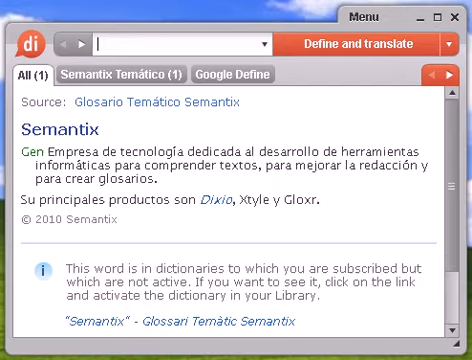 Menu
di
Define and translate
All (1)
Semantix Temático (1)
Google Define
Source: Glosario Temático Semantix
Semantix
Gen Empresa de tecnología dedicada al desarrollo de herramientas
informáticas para comprender textos, para mejorar la redacción y
para crear glosarios.
Su principales productos son Dixio, Xtyle y Gloxr.
© 2010 Semantix
i
This word is in dictionaries to which you are subscribed but
which are not active. If you want to see it, click on the link
and activate the dictionary in your Library.
"Semantix" - Glossari Temàtic Semantix